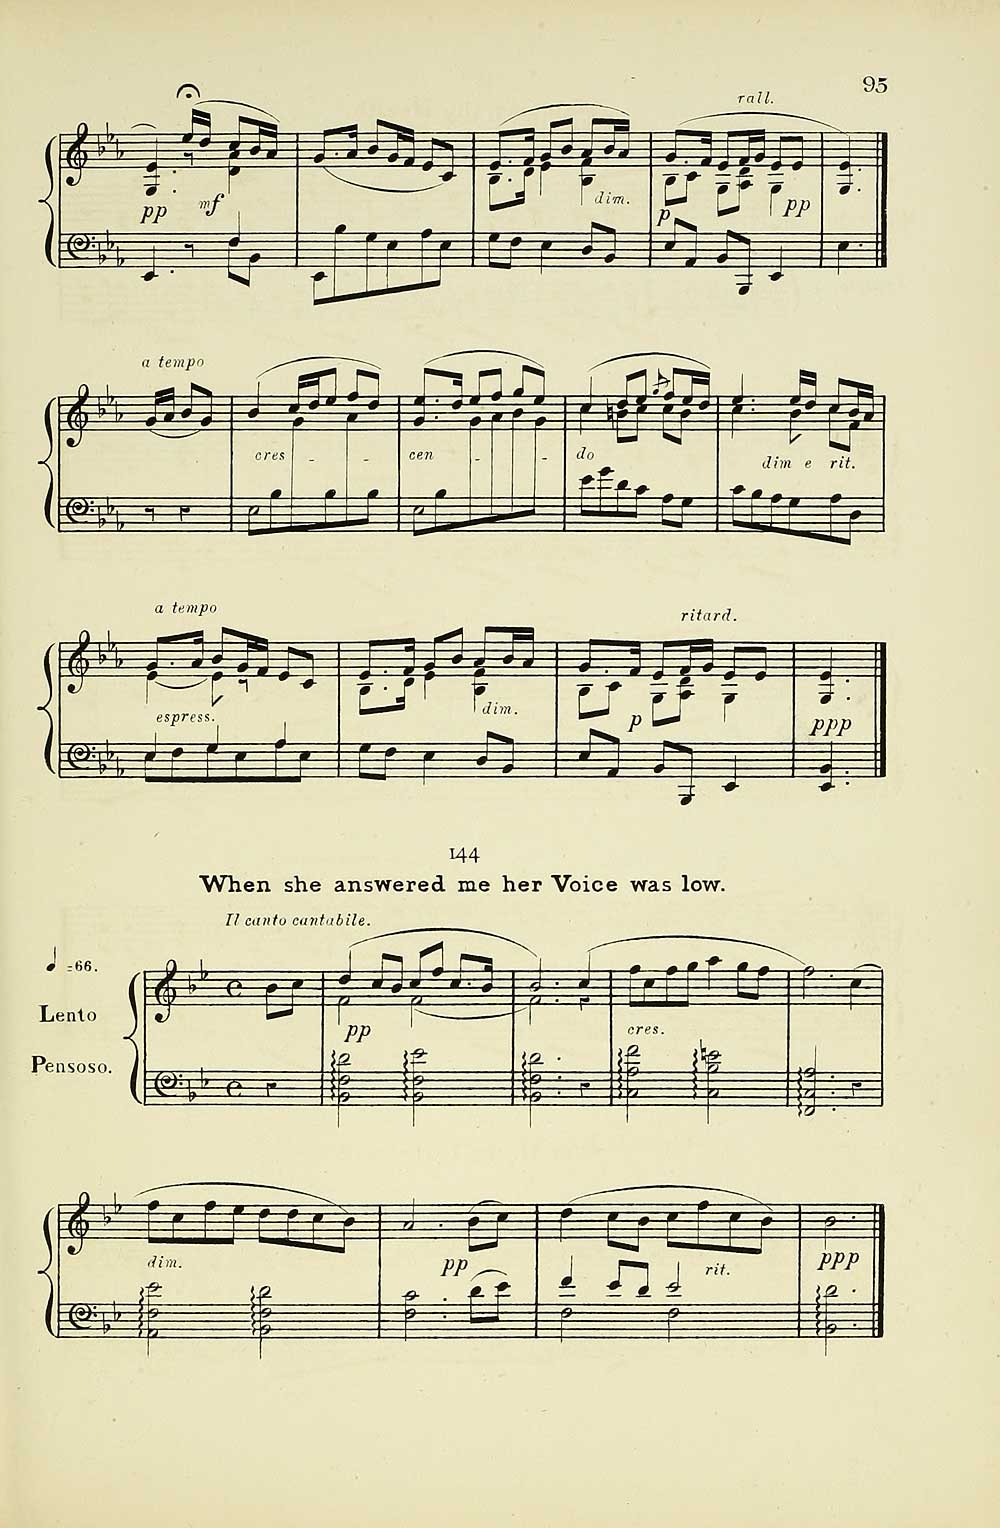 95
rall.
pp mf dim. p pp
a tempo
cres - - cen - - do dim e rit.
a tempo
ritard.
espress. dim. p ppp
144
When she answered me her Voice was low.
Il canto cantabile.
=66.
Lento
Pensoso.
pp cres.
dim. pp rit. ppp